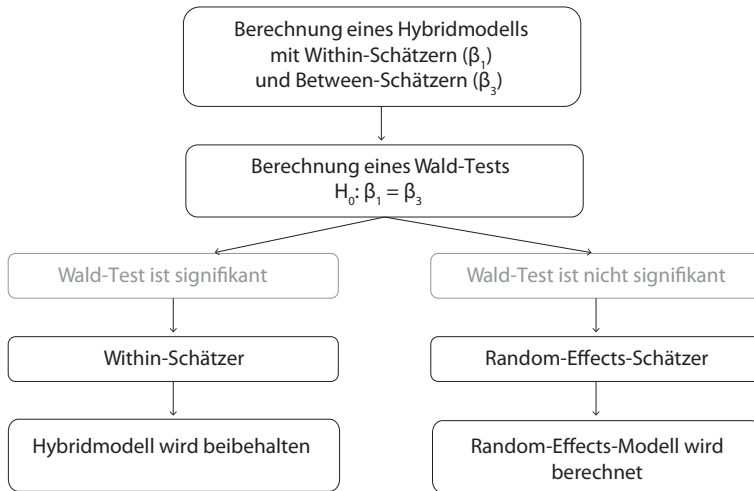 Berechnung eines Hybridmodells
mit Within-Schätzern (β₁)
und Between-Schätzern (β₃)
Berechnung eines Wald-Tests
H₀: β₁ = β₃
Wald-Test ist signifikant
Wald-Test ist nicht signifikant
Within-Schätzer
Random-Effects-Schätzer
Hybridmodell wird beibehalten
Random-Effects-Modell wird
berechnet